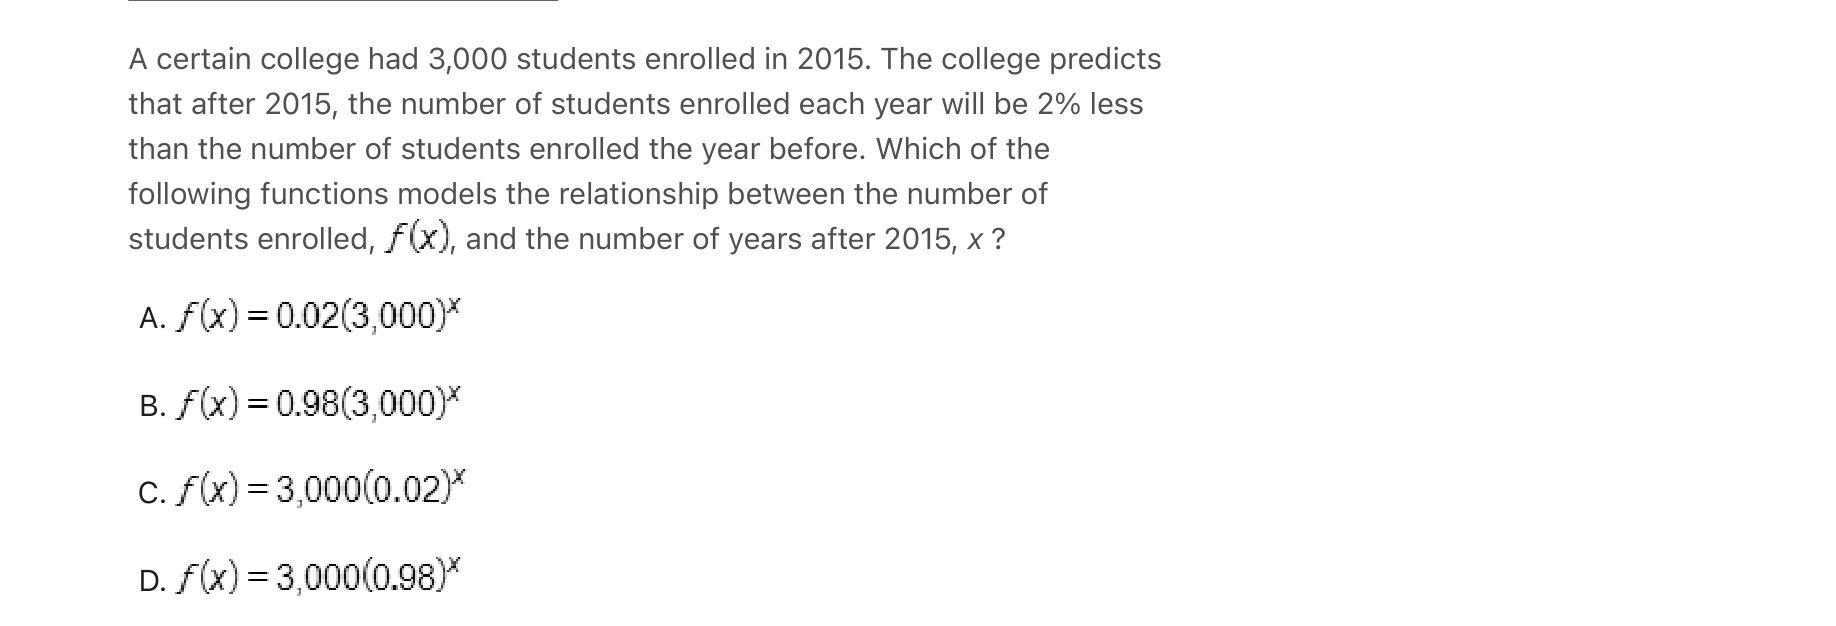 A certain college had 3,000 students enrolled in 2015. The college predicts
that after 2015, the number of students enrolled each year will be 2% less
than the number of students enrolled the year before. Which of the
following functions models the relationship between the number of
students enrolled, f(x), and the number of years after 2015, x ?
A. f(x) = 0.02(3,000)ˣ
B. f(x) = 0.98(3,000)ˣ
C. f(x) = 3,000(0.02)ˣ
D. f(x) = 3,000(0.98)ˣ